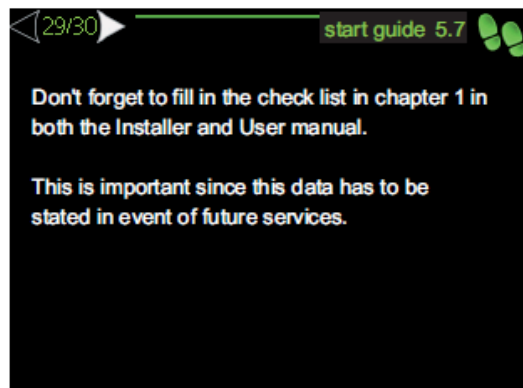 29/30
start guide 5.7
Don't forget to fill in the check list in chapter 1 in
both the Installer and User manual.
This is important since this data has to be
stated in event of future services.